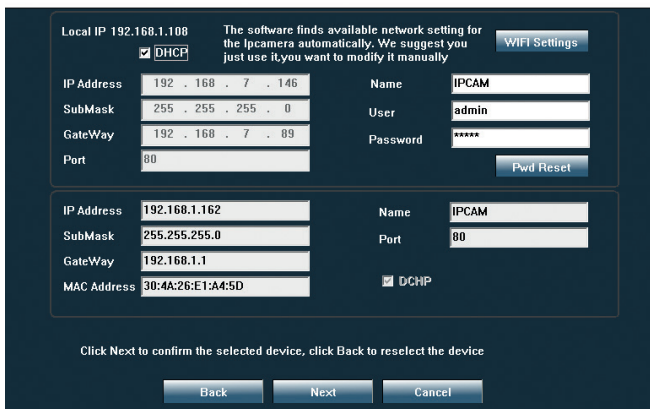 Local IP 192.168.1.108
The software finds available network setting for
the Ipcamera automatically. We suggest you
just use it,you want to modify it manually
WIFI Settings
DHCP
IP Address 192 . 168 . 7 . 146
Name IPCAM
SubMask 255 . 255 . 255 . 0
User admin
GateWay 192 . 168 . 7 . 89
Password *****
Port 80
Pwd Reset
IP Address 192.168.1.162
Name IPCAM
SubMask 255.255.255.0
Port 80
GateWay 192.168.1.1
DCHP
MAC Address 30:4A:26:E1:A4:5D
Click Next to confirm the selected device, click Back to reselect the device
Back Next Cancel